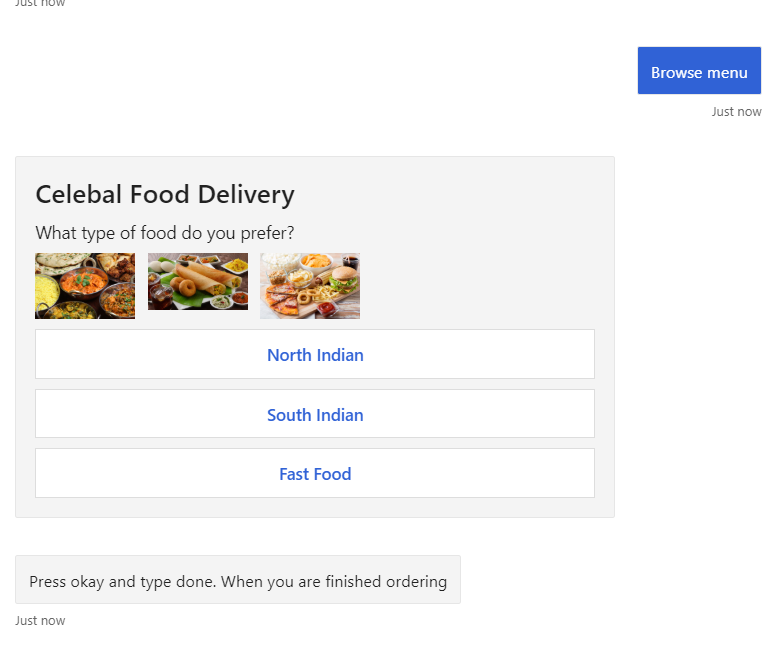 Just now
Browse menu
Just now
Celebal Food Delivery
What type of food do you prefer?
North Indian
South Indian
Fast Food
Press okay and type done. When you are finished ordering
Just now